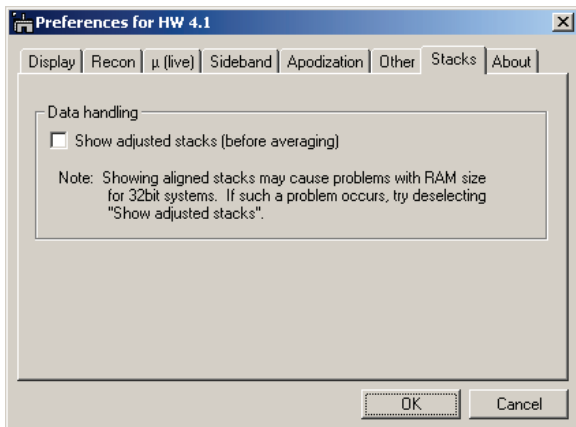 Preferences for HW 4.1
Display Recon μ (live) Sideband Apodization Other Stacks About
Data handling
Show adjusted stacks (before averaging)
Note: Showing aligned stacks may cause problems with RAM size
for 32bit systems. If such a problem occurs, try deselecting
"Show adjusted stacks".
OK Cancel